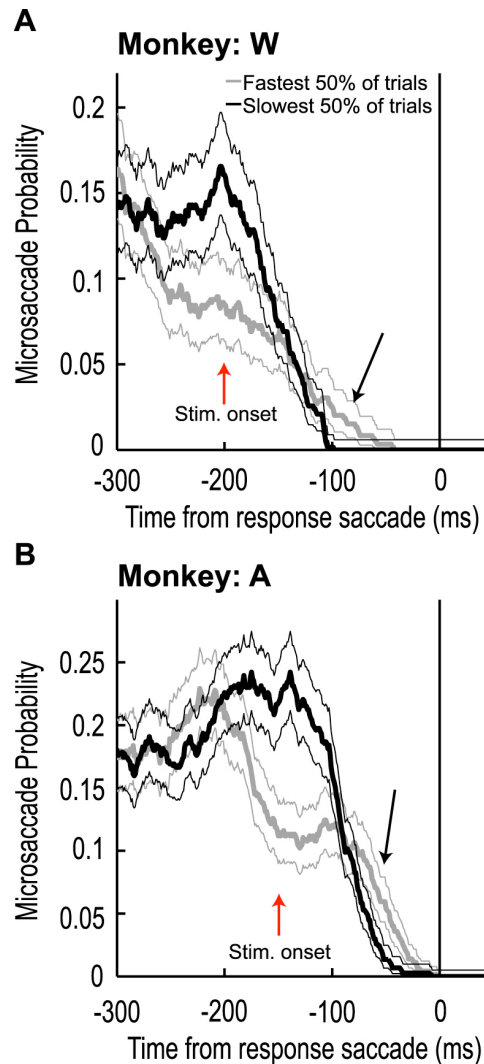 A
Monkey: W
Fastest 50% of trials
Slowest 50% of trials
Microsaccade Probability
0.2
0.15
0.1
0.05
0
Stim. onset
-300 -200 -100 0
Time from response saccade (ms)
B
Monkey: A
Microsaccade Probability
0.25
0.2
0.15
0.1
0.05
0
Stim. onset
-300 -200 -100 0
Time from response saccade (ms)